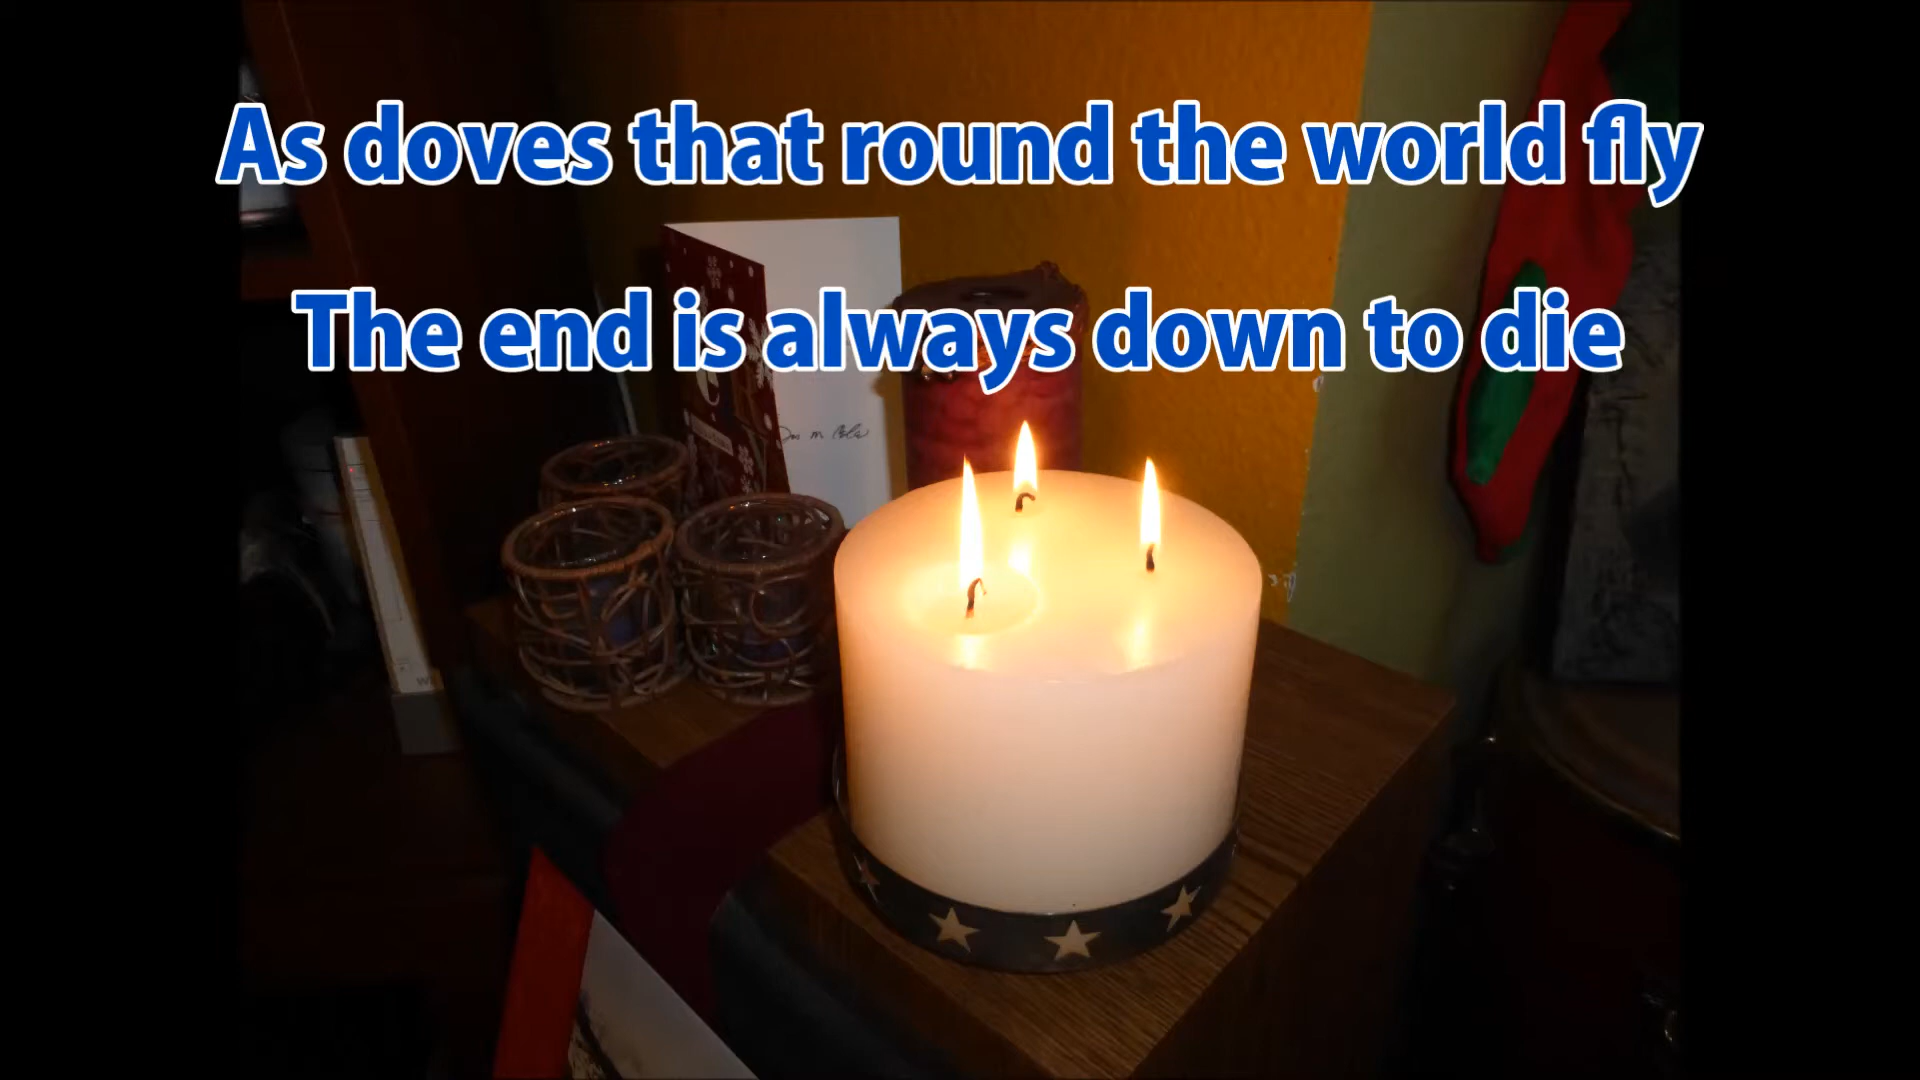 As doves that round the world fly
The end is always down to die